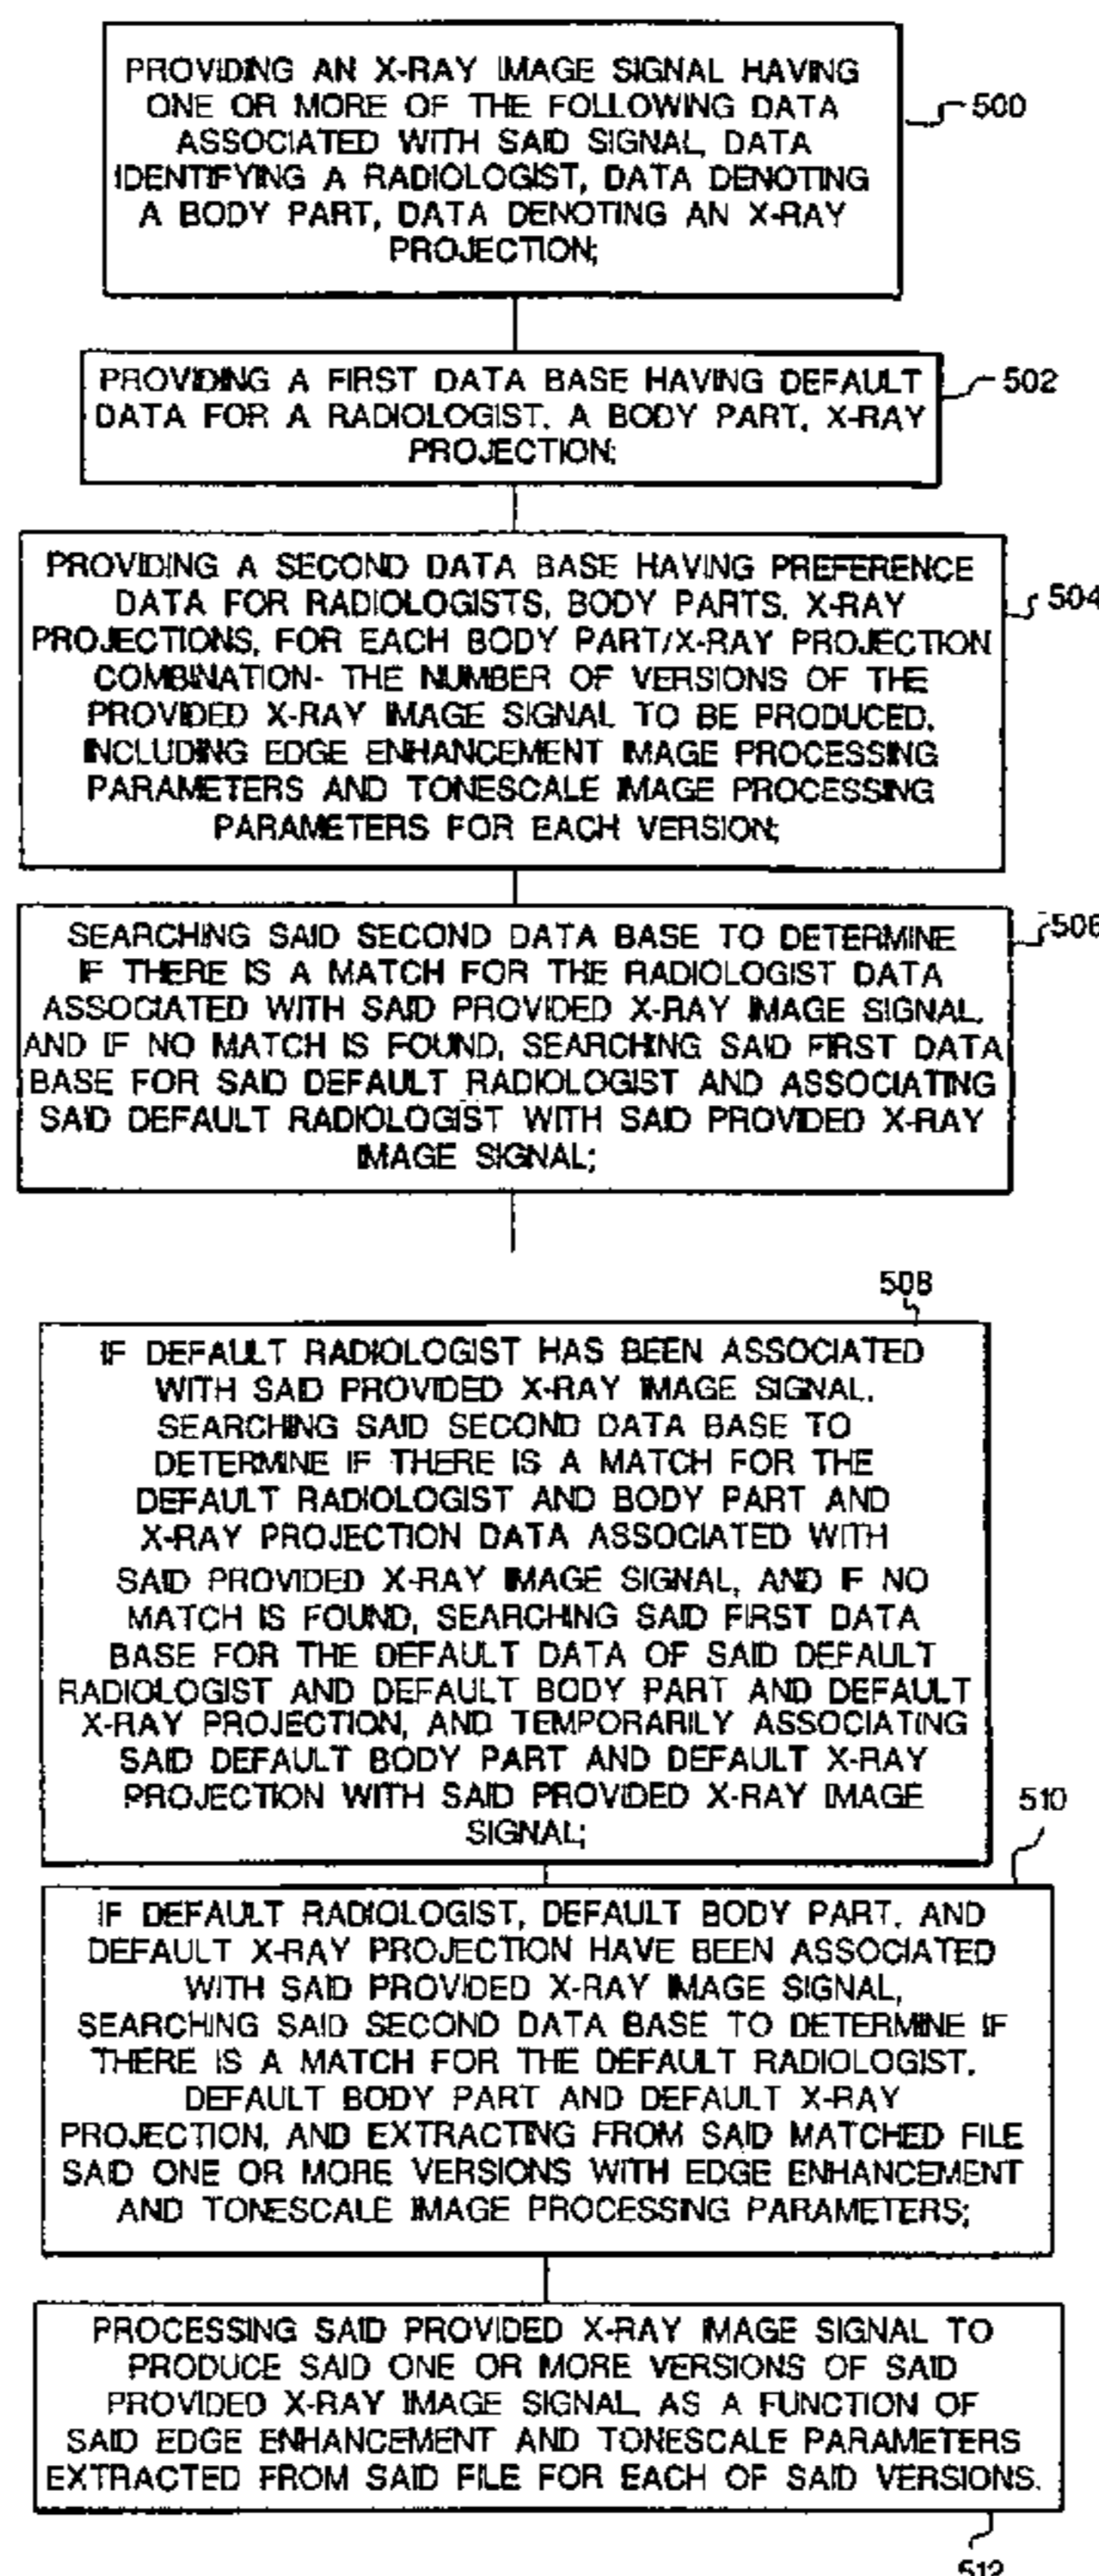 PROVIDING AN X-RAY IMAGE SIGNAL HAVING
ONE OR MORE OF THE FOLLOWING DATA
ASSOCIATED WITH SAID SIGNAL, DATA
IDENTIFYING A RADIOLOGIST, DATA DENOTING
A BODY PART, DATA DENOTING AN X-RAY
PROJECTION;
500
PROVIDING A FIRST DATA BASE HAVING DEFAULT
DATA FOR A RADIOLOGIST, A BODY PART, X-RAY
PROJECTION;
502
PROVIDING A SECOND DATA BASE HAVING PREFERENCE
DATA FOR RADIOLOGISTS, BODY PARTS, X-RAY
PROJECTIONS, FOR EACH BODY PART/X-RAY PROJECTION
COMBINATION- THE NUMBER OF VERSIONS OF THE
PROVIDED X-RAY IMAGE SIGNAL TO BE PRODUCED,
INCLUDING EDGE ENHANCEMENT IMAGE PROCESSING
PARAMETERS AND TONESCALE IMAGE PROCESSING
PARAMETERS FOR EACH VERSION;
504
SEARCHING SAID SECOND DATA BASE TO DETERMINE
IF THERE IS A MATCH FOR THE RADIOLOGIST DATA
ASSOCIATED WITH SAID PROVIDED X-RAY IMAGE SIGNAL,
AND IF NO MATCH IS FOUND, SEARCHING SAID FIRST DATA
BASE FOR SAID DEFAULT RADIOLOGIST AND ASSOCIATING
SAID DEFAULT RADIOLOGIST WITH SAID PROVIDED X-RAY
IMAGE SIGNAL;
506
508
IF DEFAULT RADIOLOGIST HAS BEEN ASSOCIATED
WITH SAID PROVIDED X-RAY IMAGE SIGNAL,
SEARCHING SAID SECOND DATA BASE TO
DETERMINE IF THERE IS A MATCH FOR THE
DEFAULT RADIOLOGIST AND BODY PART AND
X-RAY PROJECTION DATA ASSOCIATED WITH
SAID PROVIDED X-RAY IMAGE SIGNAL, AND IF NO
MATCH IS FOUND, SEARCHING SAID FIRST DATA
BASE FOR THE DEFAULT DATA OF SAID DEFAULT
RADIOLOGIST AND DEFAULT BODY PART AND DEFAULT
X-RAY PROJECTION, AND TEMPORARILY ASSOCIATING
SAID DEFAULT BODY PART AND DEFAULT X-RAY
PROJECTION WITH SAID PROVIDED X-RAY IMAGE
SIGNAL;
510
IF DEFAULT RADIOLOGIST, DEFAULT BODY PART, AND
DEFAULT X-RAY PROJECTION HAVE BEEN ASSOCIATED
WITH SAID PROVIDED X-RAY IMAGE SIGNAL,
SEARCHING SAID SECOND DATA BASE TO DETERMINE IF
THERE IS A MATCH FOR THE DEFAULT RADIOLOGIST,
DEFAULT BODY PART AND DEFAULT X-RAY
PROJECTION, AND EXTRACTING FROM SAID MATCHED FILE
SAID ONE OR MORE VERSIONS WITH EDGE ENHANCEMENT
AND TONESCALE IMAGE PROCESSING PARAMETERS;
PROCESSING SAID PROVIDED X-RAY IMAGE SIGNAL TO
PRODUCE SAID ONE OR MORE VERSIONS OF SAID
PROVIDED X-RAY IMAGE SIGNAL AS A FUNCTION OF
SAID EDGE ENHANCEMENT AND TONESCALE PARAMETERS
EXTRACTED FROM SAID FILE FOR EACH OF SAID VERSIONS.
512